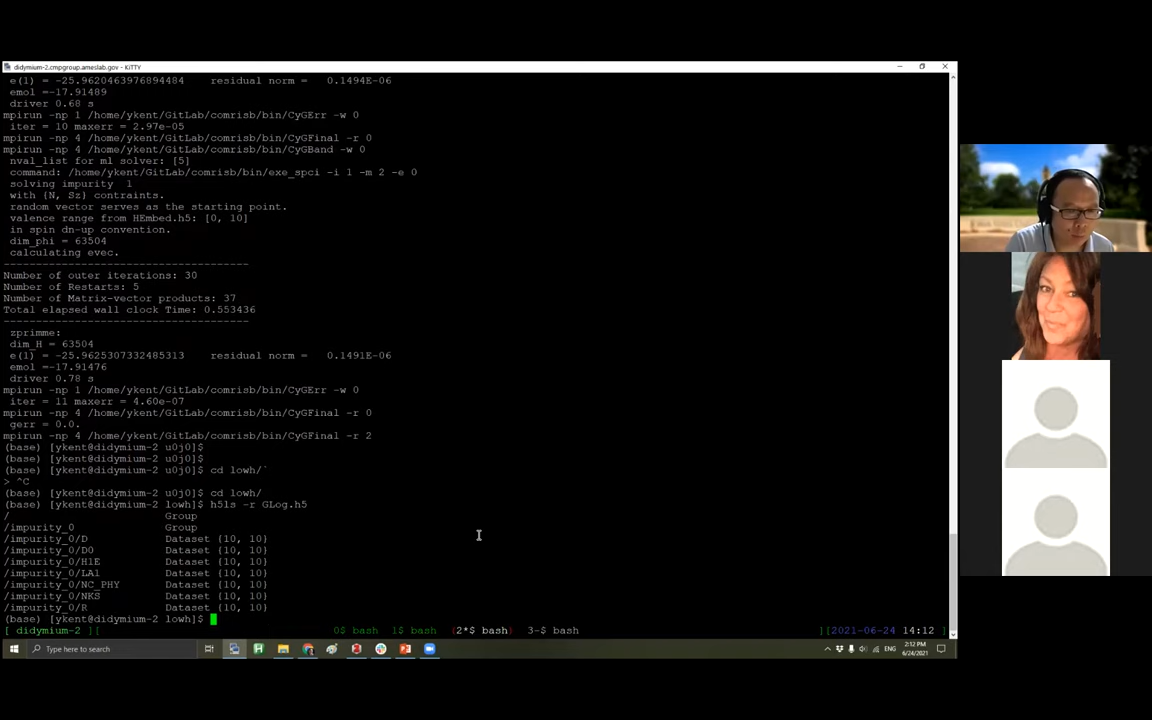 didymium-2.cmpgroup.ameslab.gov - KiTTY
e(1) = -25.9620463976894484    residual norm =    0.1494E-06
emol =-17.91489
driver 0.68 s
mpirun -np 1 /home/ykent/GitLab/comrisb/bin/CyGErr -w 0
iter = 10 maxerr = 2.97e-05
mpirun -np 4 /home/ykent/GitLab/comrisb/bin/CyGFinal -r 0
mpirun -np 4 /home/ykent/GitLab/comrisb/bin/CyGBand -w 0
nval_list for ml solver: [5]
command: /home/ykent/GitLab/comrisb/bin/exe_spci -i 1 -m 2 -e 0
solving impurity  1
with {N, Sz} contraints.
random vector serves as the starting point.
valence range from HEmbed.h5: [0, 10]
in spin dn-up convention.
dim_phi = 63504
calculating evec.
---------------------------------------
Number of outer iterations: 30
Number of Restarts: 5
Number of Matrix-vector products: 37
Total elapsed wall clock Time: 0.553436
---------------------------------------
zprimme:
dim_H = 63504
e(1) = -25.9625307332485313    residual norm =    0.1491E-06
emol =-17.91476
driver 0.78 s
mpirun -np 1 /home/ykent/GitLab/comrisb/bin/CyGErr -w 0
iter = 11 maxerr = 4.60e-07
mpirun -np 4 /home/ykent/GitLab/comrisb/bin/CyGFinal -r 0
gerr = 0.0.
mpirun -np 4 /home/ykent/GitLab/comrisb/bin/CyGFinal -r 2
(base) [ykent@didymium-2 u0j0]$
(base) [ykent@didymium-2 u0j0]$
(base) [ykent@didymium-2 u0j0]$ cd lowh/`
> ^C
(base) [ykent@didymium-2 u0j0]$ cd lowh/
(base) [ykent@didymium-2 lowh]$ h5ls -r GLog.h5
/                        Group
/impurity_0              Group
/impurity_0/D            Dataset {10, 10}
/impurity_0/D0           Dataset {10, 10}
/impurity_0/H1E          Dataset {10, 10}
/impurity_0/LA1          Dataset {10, 10}
/impurity_0/NC_PHY       Dataset {10, 10}
/impurity_0/NKS          Dataset {10, 10}
/impurity_0/R            Dataset {10, 10}
(base) [ykent@didymium-2 lowh]$
[ didymium-2 ][ 0$ bash 1$ bash (2*$ bash) 3-$ bash ][2021-06-24 14:12 ]
Type here to search ENG 2:12 PM
6/24/2021